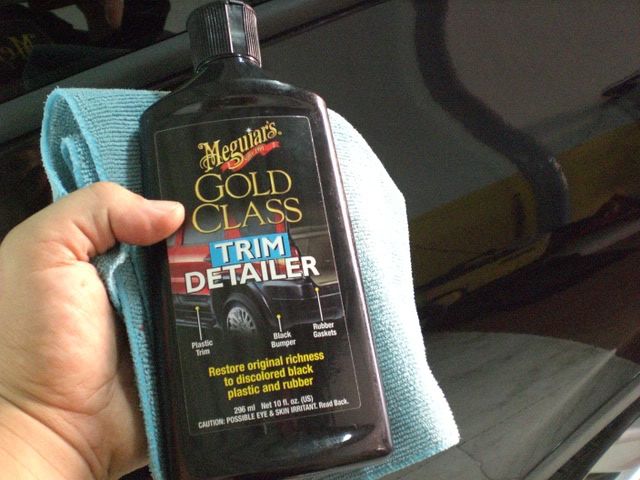 Meguiar's
GOLD
CLASS
TRIM
DETAILER
Plastic
Trim
Black
Bumper
Rubber
Gaskets
Restore original richness
to discolored black
plastic and rubber
296 ml Net 10 fl. oz. (US)
CAUTION: POSSIBLE EYE & SKIN IRRITANT. Read Back.